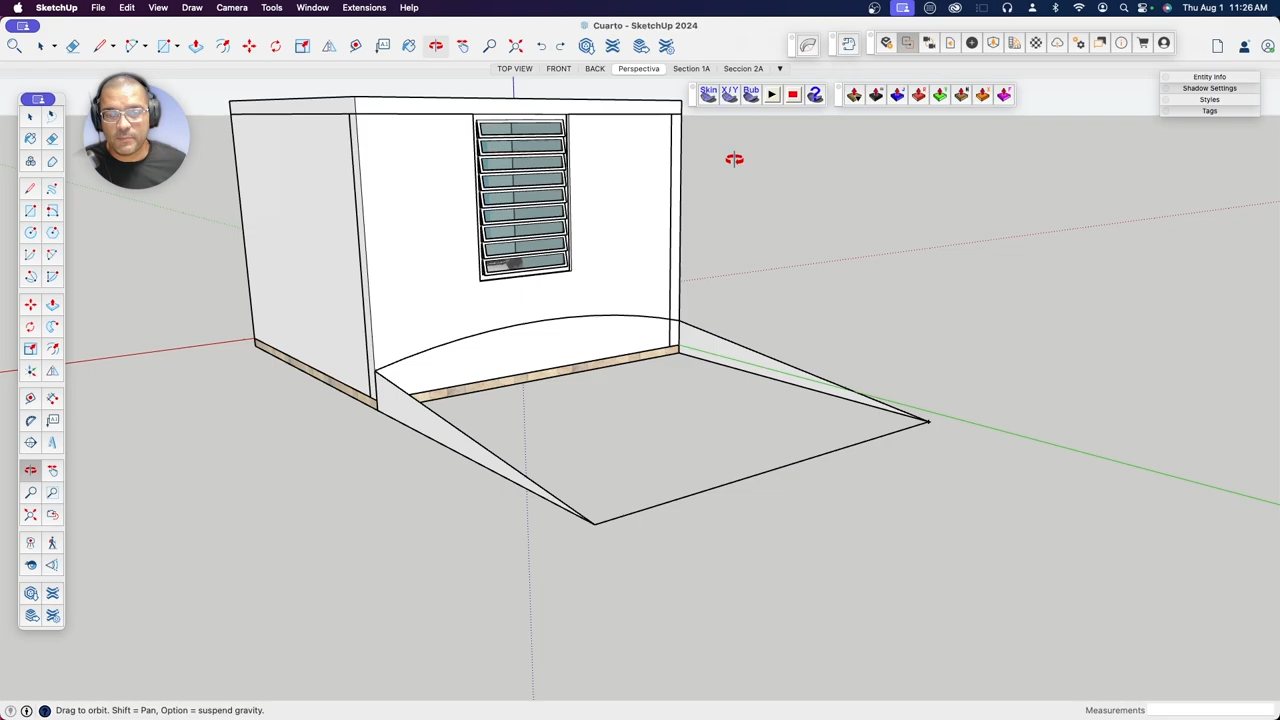 SketchUp File Edit View Draw Camera Tools Window Extensions Help Thu Aug 1 11:26 AM
Cuarto - SketchUp 2024
TOP VIEW FRONT BACK Perspectiva Section 1A Seccion 2A
Entity Info
Shadow Settings
Styles
Tags
Skin X/Y Bub
Drag to orbit. Shift = Pan, Option = suspend gravity.
Measurements